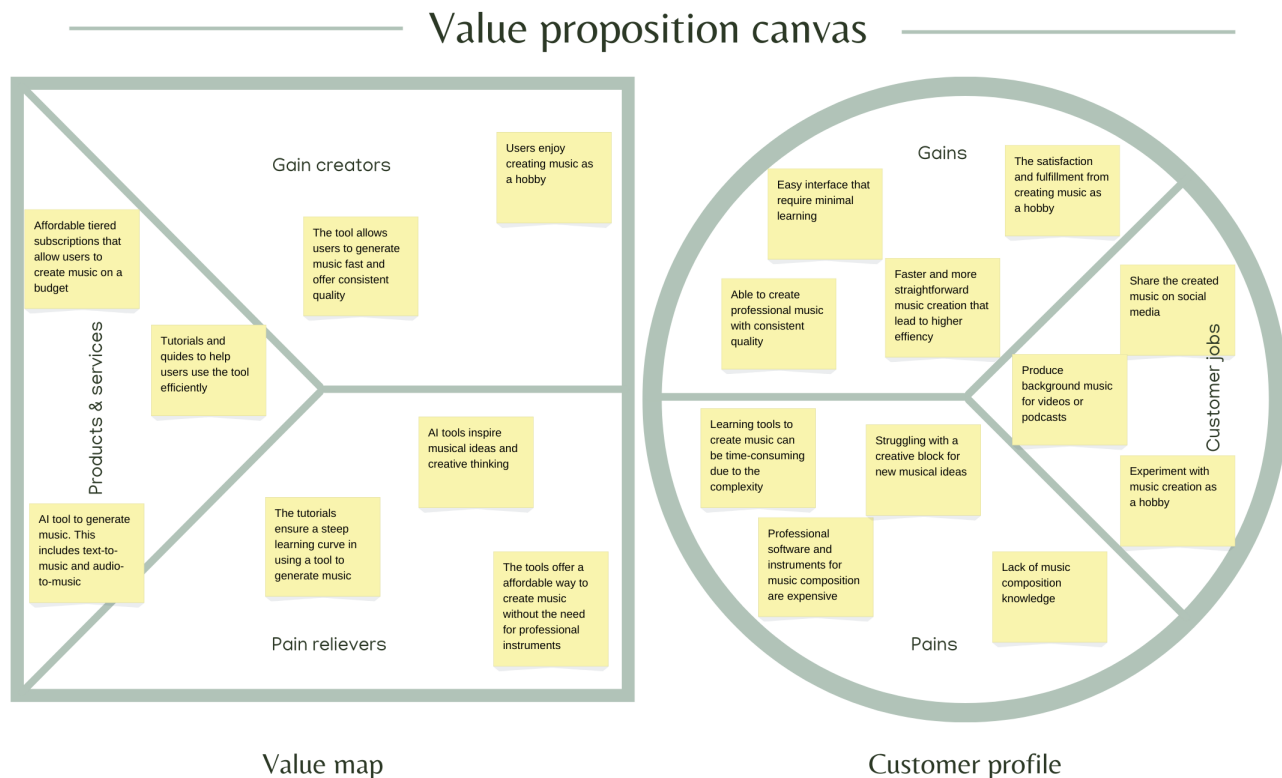 Value proposition canvas
Gain creators
Users enjoy
creating music as
a hobby
The tool allows
users to generate
music fast and
offer consistent
quality
Affordable tiered
subscriptions that
allow users to
create music on a
budget
Tutorials and
quides to help
users use the tool
efficiently
Products & services
AI tool to generate
music. This
includes text-to-
music and audio-
to-music
AI tools inspire
musical ideas and
creative thinking
The tutorials
ensure a steep
learning curve in
using a tool to
generate music
The tools offer a
affordable way to
create music
without the need
for professional
instruments
Pain relievers
Value map
Gains
Easy interface that
require minimal
learning
The satisfaction
and fulfillment from
creating music as
a hobby
Able to create
professional music
with consistent
quality
Faster and more
straightforward
music creation that
lead to higher
effiency
Share the created
music on social
media
Produce
background music
for videos or
podcasts
Customer jobs
Experiment with
music creation as
a hobby
Learning tools to
create music can
be time-consuming
due to the
complexity
Struggling with a
creative block for
new musical ideas
Professional
software and
instruments for
music composition
are expensive
Lack of music
composition
knowledge
Pains
Customer profile